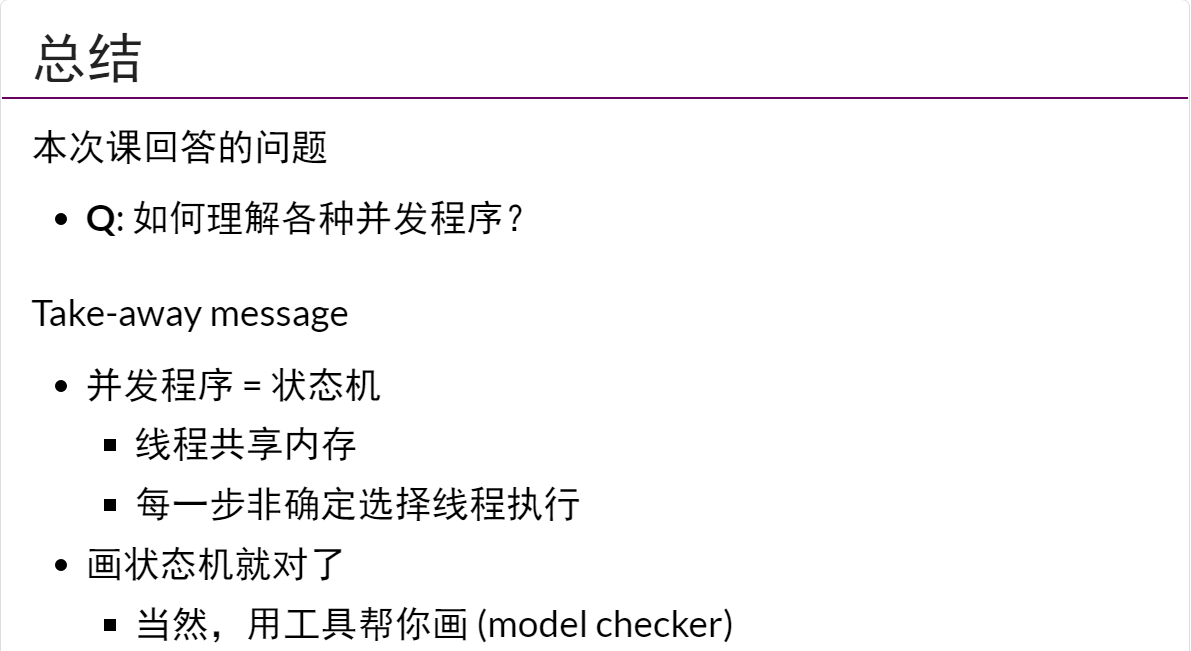 总结
本次课回答的问题
Q: 如何理解各种并发程序?
Take-away message
并发程序 = 状态机
线程共享内存
每一步非确定选择线程执行
画状态机就对了
当然，用工具帮你画 (model checker)